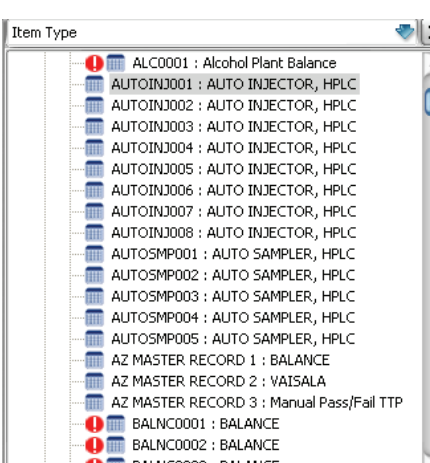 Item Type
ALC0001 : Alcohol Plant Balance
AUTOINJ001 : AUTO INJECTOR, HPLC
AUTOINJ002 : AUTO INJECTOR, HPLC
AUTOINJ003 : AUTO INJECTOR, HPLC
AUTOINJ004 : AUTO INJECTOR, HPLC
AUTOINJ005 : AUTO INJECTOR, HPLC
AUTOINJ006 : AUTO INJECTOR, HPLC
AUTOINJ007 : AUTO INJECTOR, HPLC
AUTOINJ008 : AUTO INJECTOR, HPLC
AUTOSMP001 : AUTO SAMPLER, HPLC
AUTOSMP002 : AUTO SAMPLER, HPLC
AUTOSMP003 : AUTO SAMPLER, HPLC
AUTOSMP004 : AUTO SAMPLER, HPLC
AUTOSMP005 : AUTO SAMPLER, HPLC
AZ MASTER RECORD 1 : BALANCE
AZ MASTER RECORD 2 : VAISALA
AZ MASTER RECORD 3 : Manual Pass/Fail TTP
BALNC0001 : BALANCE
BALNC0002 : BALANCE